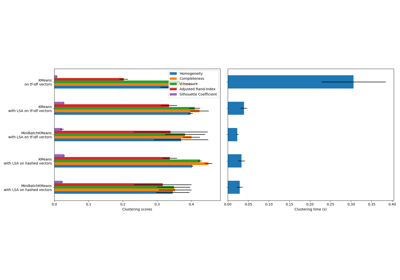 Homogeneity
Completeness
V-measure
Adjusted Rand-Index
Silhouette Coefficient
KMeans
on tf-idf vectors
KMeans
with LSA on tf-idf vectors
MiniBatchKMeans
with LSA on tf-idf vectors
KMeans
with LSA on hashed vectors
MiniBatchKMeans
with LSA on hashed vectors
0.0 0.1 0.2 0.3 0.4
Clustering scores
0.00 0.05 0.10 0.15 0.20 0.25 0.30 0.35 0.40
Clustering time (s)